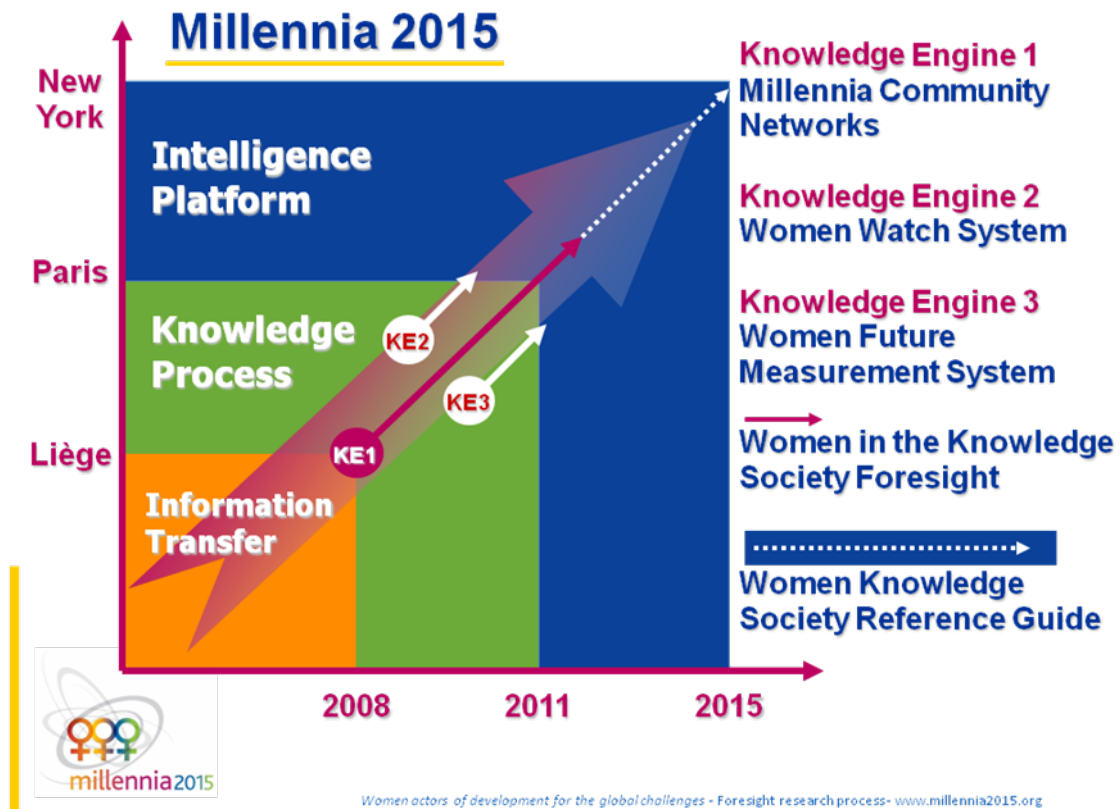 Millennia 2015
New
York
Paris
Liège
Intelligence
Platform
Knowledge
Process
Information
Transfer
KE2
KE3
KE1
2008
2011
2015
Knowledge Engine 1
Millennia Community
Networks
Knowledge Engine 2
Women Watch System
Knowledge Engine 3
Women Future
Measurement System
Women in the Knowledge
Society Foresight
Women Knowledge
Society Reference Guide
millennia2015
Women actors of development for the global challenges - Foresight research process- www.millennia2015.org